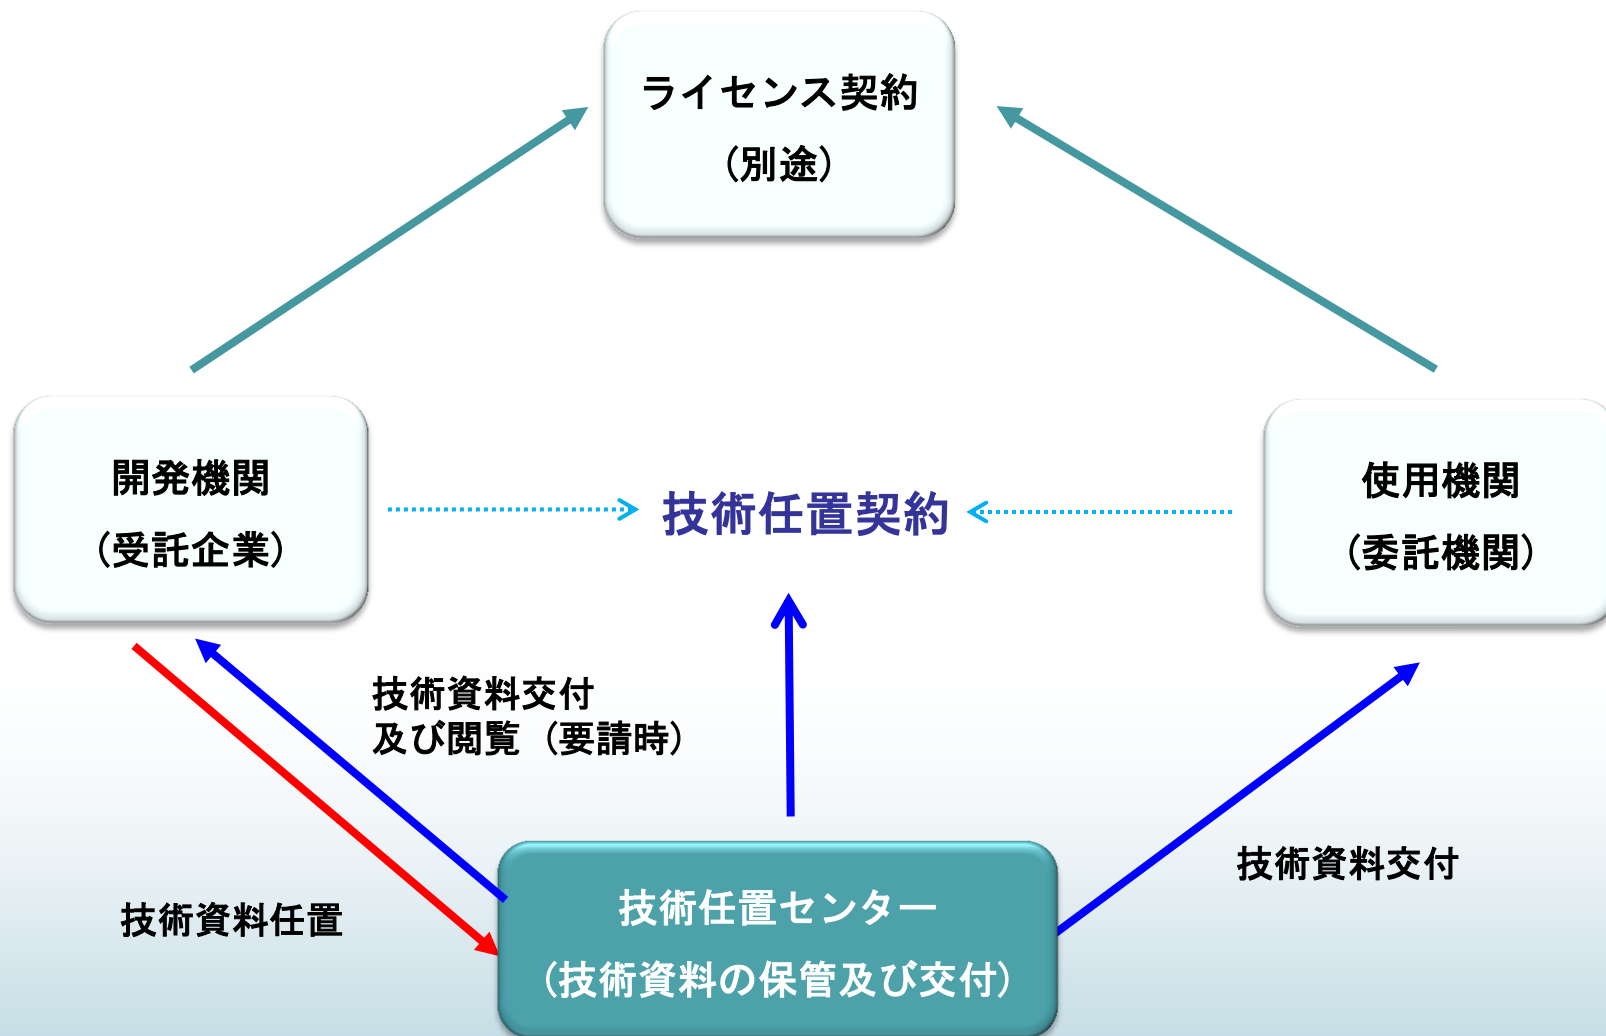 ライセンス契約
（別途）
開発機関
（受託企業）
技術任置契約
使用機関
（委託機関）
技術資料交付
及び閲覧（要請時）
技術資料交付
技術資料任置
技術任置センター
（技術資料の保管及び交付）